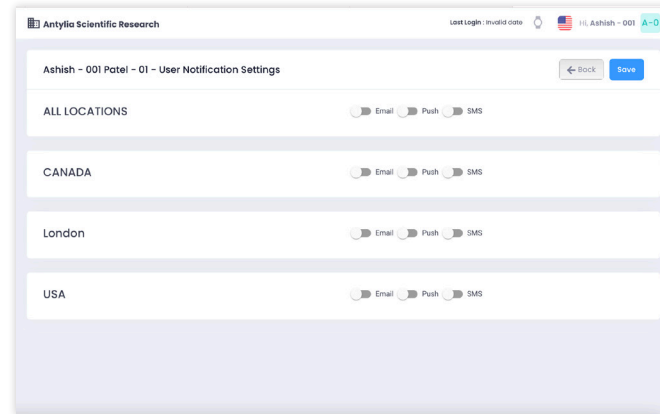 Antylia Scientific Research
Last Login : Invalid date
Hi, Ashish - 001
A-0
Ashish - 001 Patel - 01 - User Notification Settings
← Back
Save
ALL LOCATIONS
Email Push SMS
CANADA
Email Push SMS
London
Email Push SMS
USA
Email Push SMS